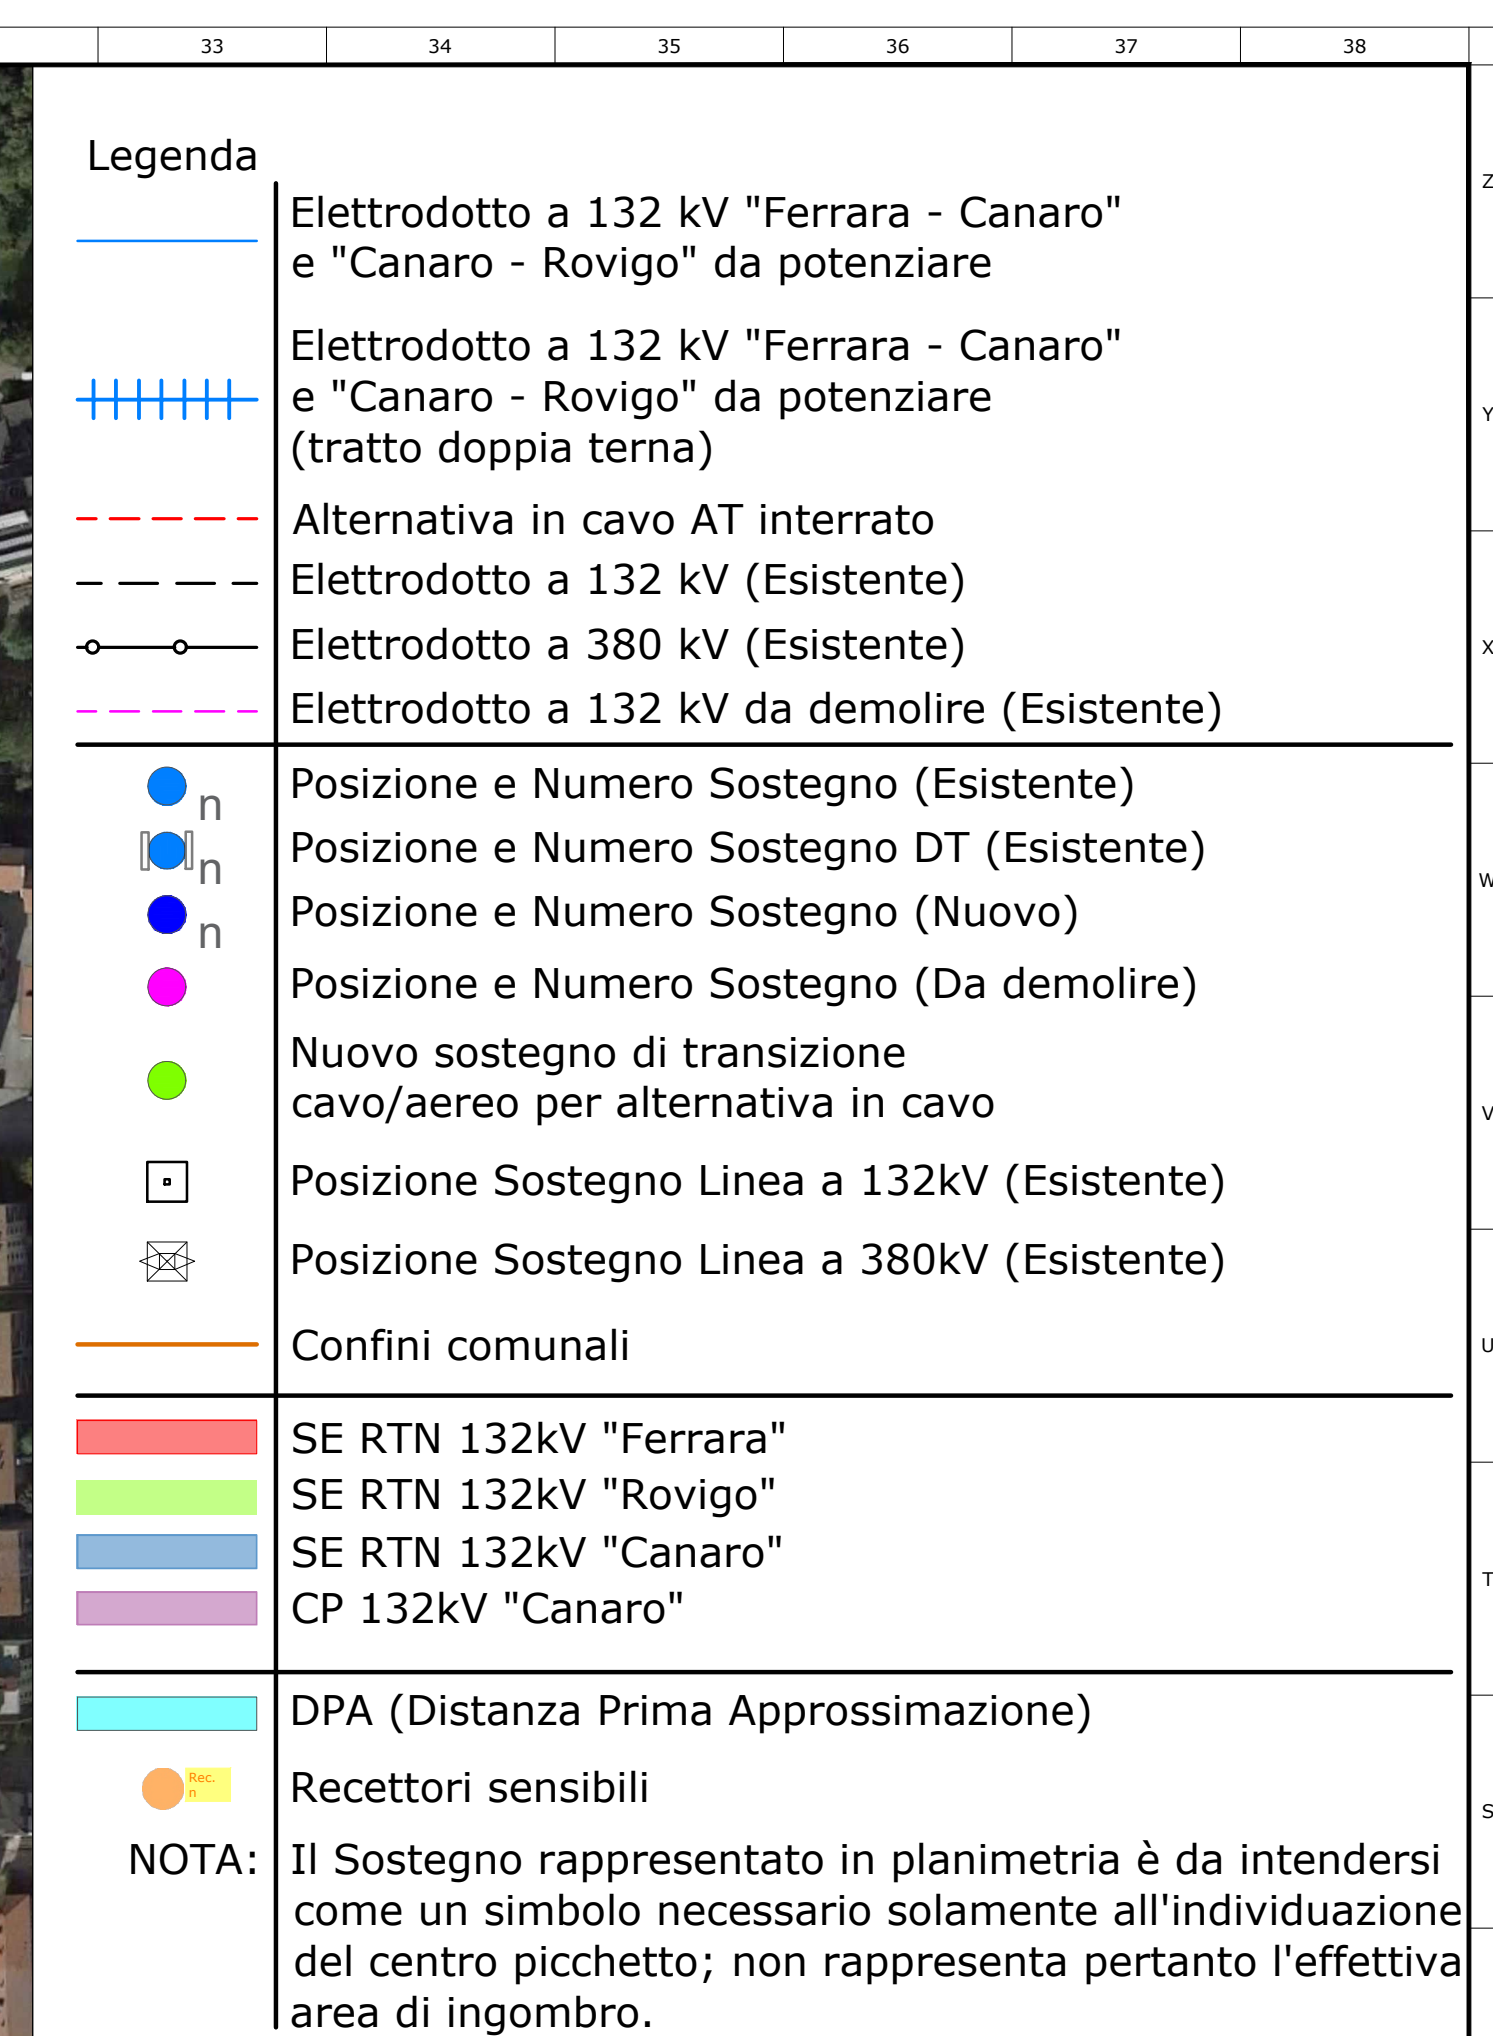 33 34 35 36 37 38
Legenda
Z
Elettrodotto a 132 kV "Ferrara - Canaro"
e "Canaro - Rovigo" da potenziare
Elettrodotto a 132 kV "Ferrara - Canaro"
e "Canaro - Rovigo" da potenziare
Y
(tratto doppia terna)
Alternativa in cavo AT interrato
Elettrodotto a 132 kV (Esistente)
Elettrodotto a 380 kV (Esistente)
X
Elettrodotto a 132 kV da demolire (Esistente)
n Posizione e Numero Sostegno (Esistente)
n Posizione e Numero Sostegno DT (Esistente)
W
n Posizione e Numero Sostegno (Nuovo)
Posizione e Numero Sostegno (Da demolire)
Nuovo sostegno di transizione
cavo/aereo per alternativa in cavo
V
Posizione Sostegno Linea a 132kV (Esistente)
Posizione Sostegno Linea a 380kV (Esistente)
Confini comunali
U
SE RTN 132kV "Ferrara"
SE RTN 132kV "Rovigo"
SE RTN 132kV "Canaro"
T
CP 132kV "Canaro"
DPA (Distanza Prima Approssimazione)
Rec.
n
Recettori sensibili
S
NOTA: Il Sostegno rappresentato in planimetria è da intendersi
come un simbolo necessario solamente all'individuazione
del centro picchetto; non rappresenta pertanto l'effettiva
area di ingombro.